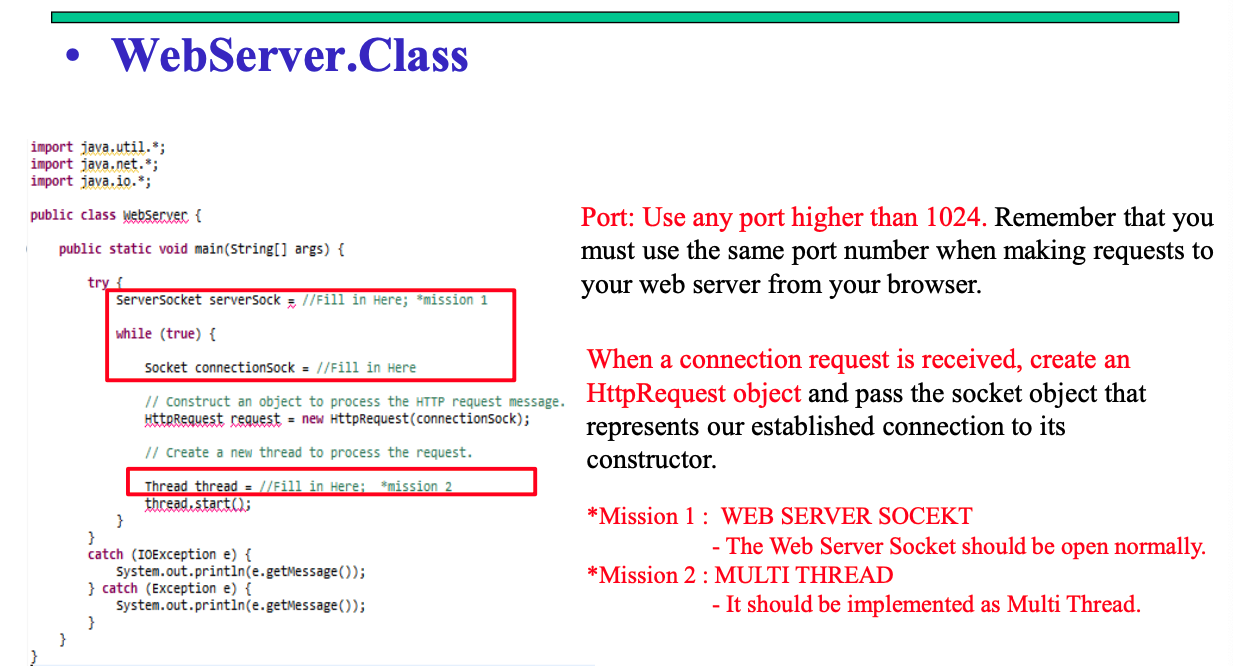 • WebServer.Class
import java.util.*;
import java.net.*;
import java.io.*;
public class WebServer {
public static void main(String[] args) {
try {
ServerSocket serverSock = //Fill in Here; *mission 1
while (true) {
Socket connectionSock = //Fill in Here
// Construct an object to process the HTTP request message.
HttpRequest request = new HttpRequest(connectionSock);
// Create a new thread to process the request.
Thread thread = //Fill in Here; *mission 2
thread.start();
}
}
catch (IOException e) {
System.out.println(e.getMessage());
} catch (Exception e) {
System.out.println(e.getMessage());
}
}
}
Port: Use any port higher than 1024. Remember that you
must use the same port number when making requests to
your web server from your browser.
When a connection request is received, create an
HttpRequest object and pass the socket object that
represents our established connection to its
constructor.
*Mission 1 : WEB SERVER SOCEKT
- The Web Server Socket should be open normally.
*Mission 2 : MULTI THREAD
- It should be implemented as Multi Thread.